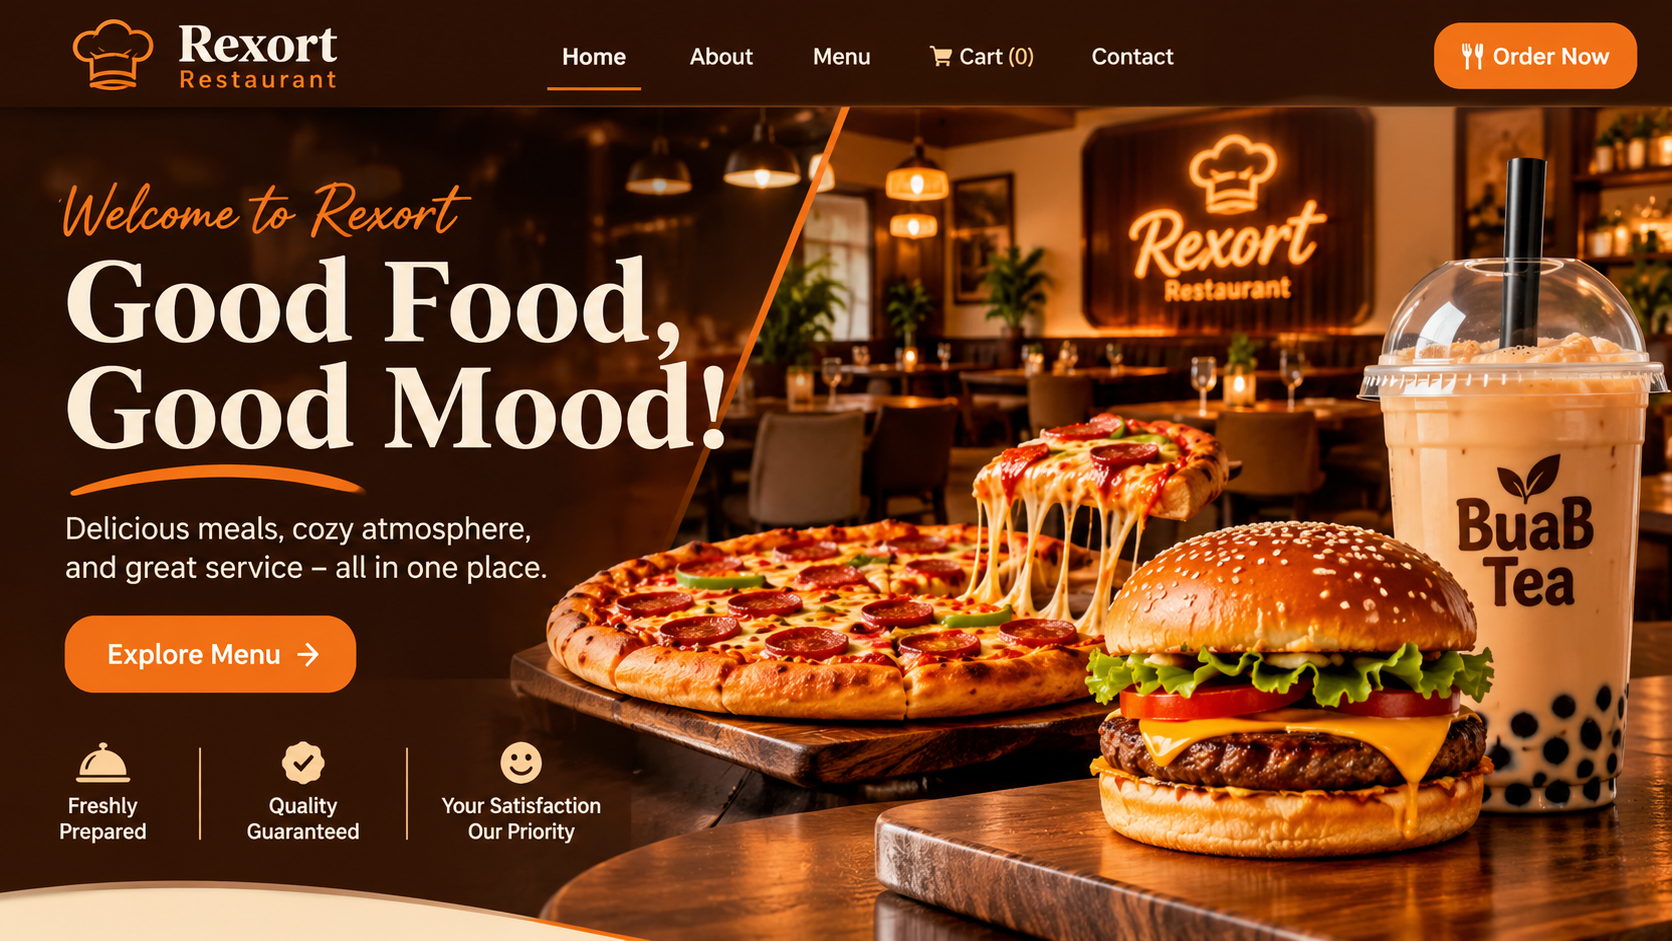 Rexort
Restaurant
Home
About
Menu
Cart (0)
Contact
Order Now
Welcome to Rexort
Good Food,
Good Mood!
Delicious meals, cozy atmosphere,
and great service – all in one place.
Explore Menu
Freshly
Prepared
Quality
Guaranteed
Your Satisfaction
Our Priority
Rexort
Restaurant
BuaB
Tea